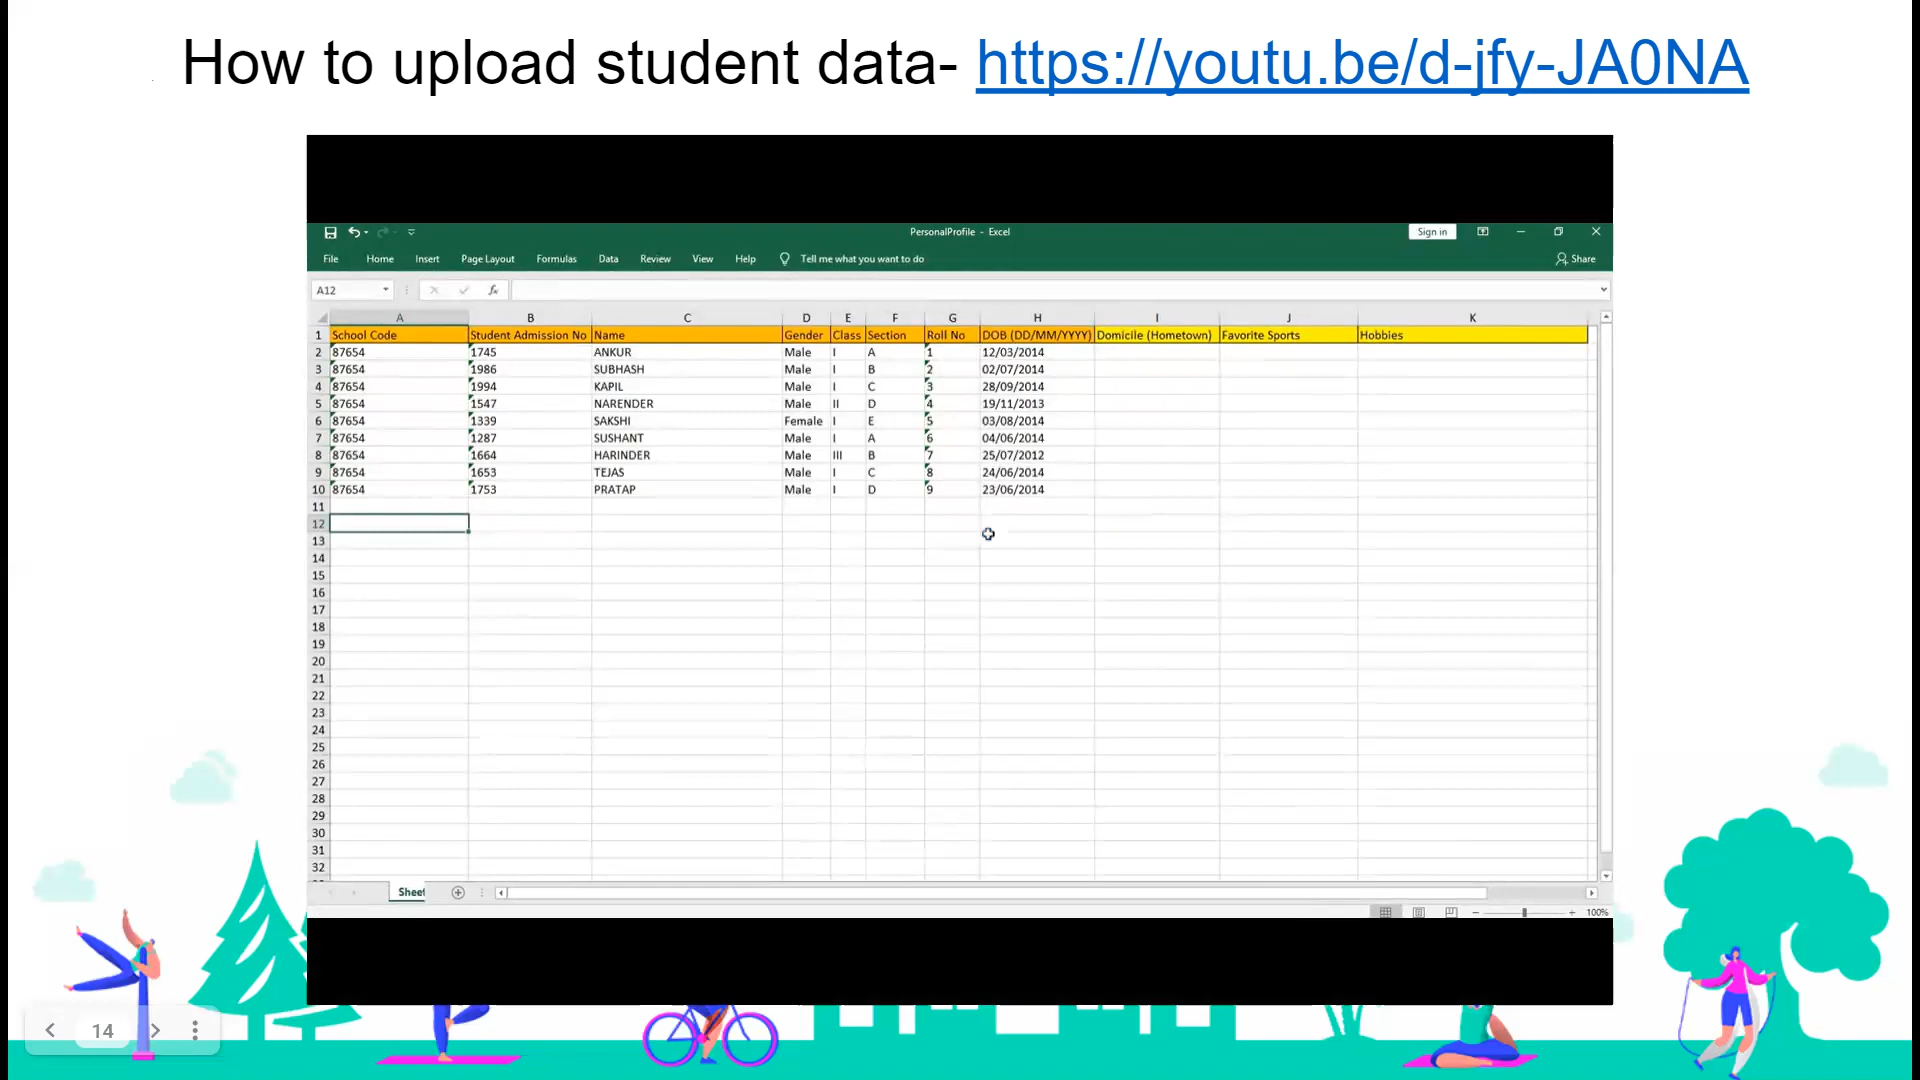 How to upload student data- https://youtu.be/d-jfy-JA0NA
PersonalProfile - Excel
Sign in
File Home Insert Page Layout Formulas Data Review View Help Tell me what you want to do Share
A12 fx
A B C D E F G H I J K
1 School Code Student Admission No Name Gender Class Section Roll No DOB (DD/MM/YYYY) Domicile (Hometown) Favorite Sports Hobbies
2 87654 1745 ANKUR Male I A 1 12/03/2014
3 87654 1986 SUBHASH Male I B 2 02/07/2014
4 87654 1994 KAPIL Male I C 3 28/09/2014
5 87654 1547 NARENDER Male II D 4 19/11/2013
6 87654 1339 SAKSHI Female I E 5 03/08/2014
7 87654 1287 SUSHANT Male I A 6 04/06/2014
8 87654 1664 HARINDER Male III B 7 25/07/2012
9 87654 1653 TEJAS Male I C 8 24/06/2014
10 87654 1753 PRATAP Male I D 9 23/06/2014
11
12
13
14
15
16
17
18
19
20
21
22
23
24
25
26
27
28
29
30
31
32
Sheet
100%
14